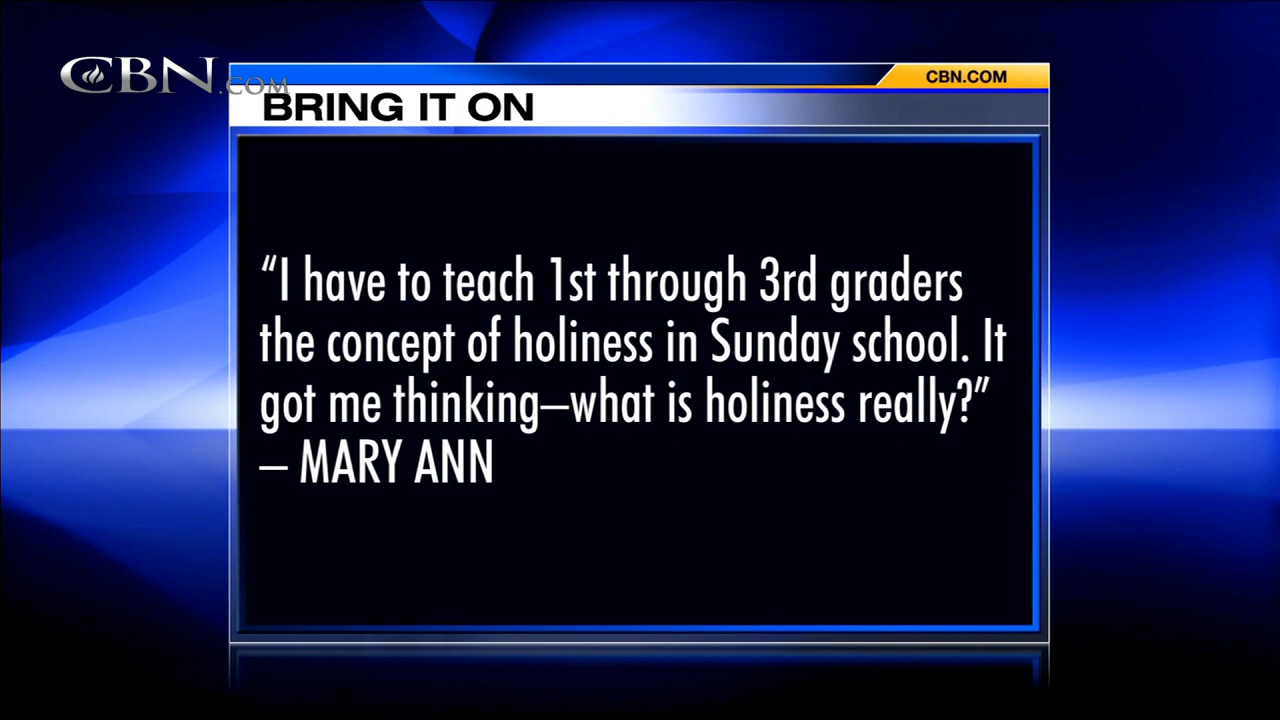 CBN.COM
CBN.COM
BRING IT ON
“I have to teach 1st through 3rd graders
the concept of holiness in Sunday school. It
got me thinking–what is holiness really?”
– MARY ANN